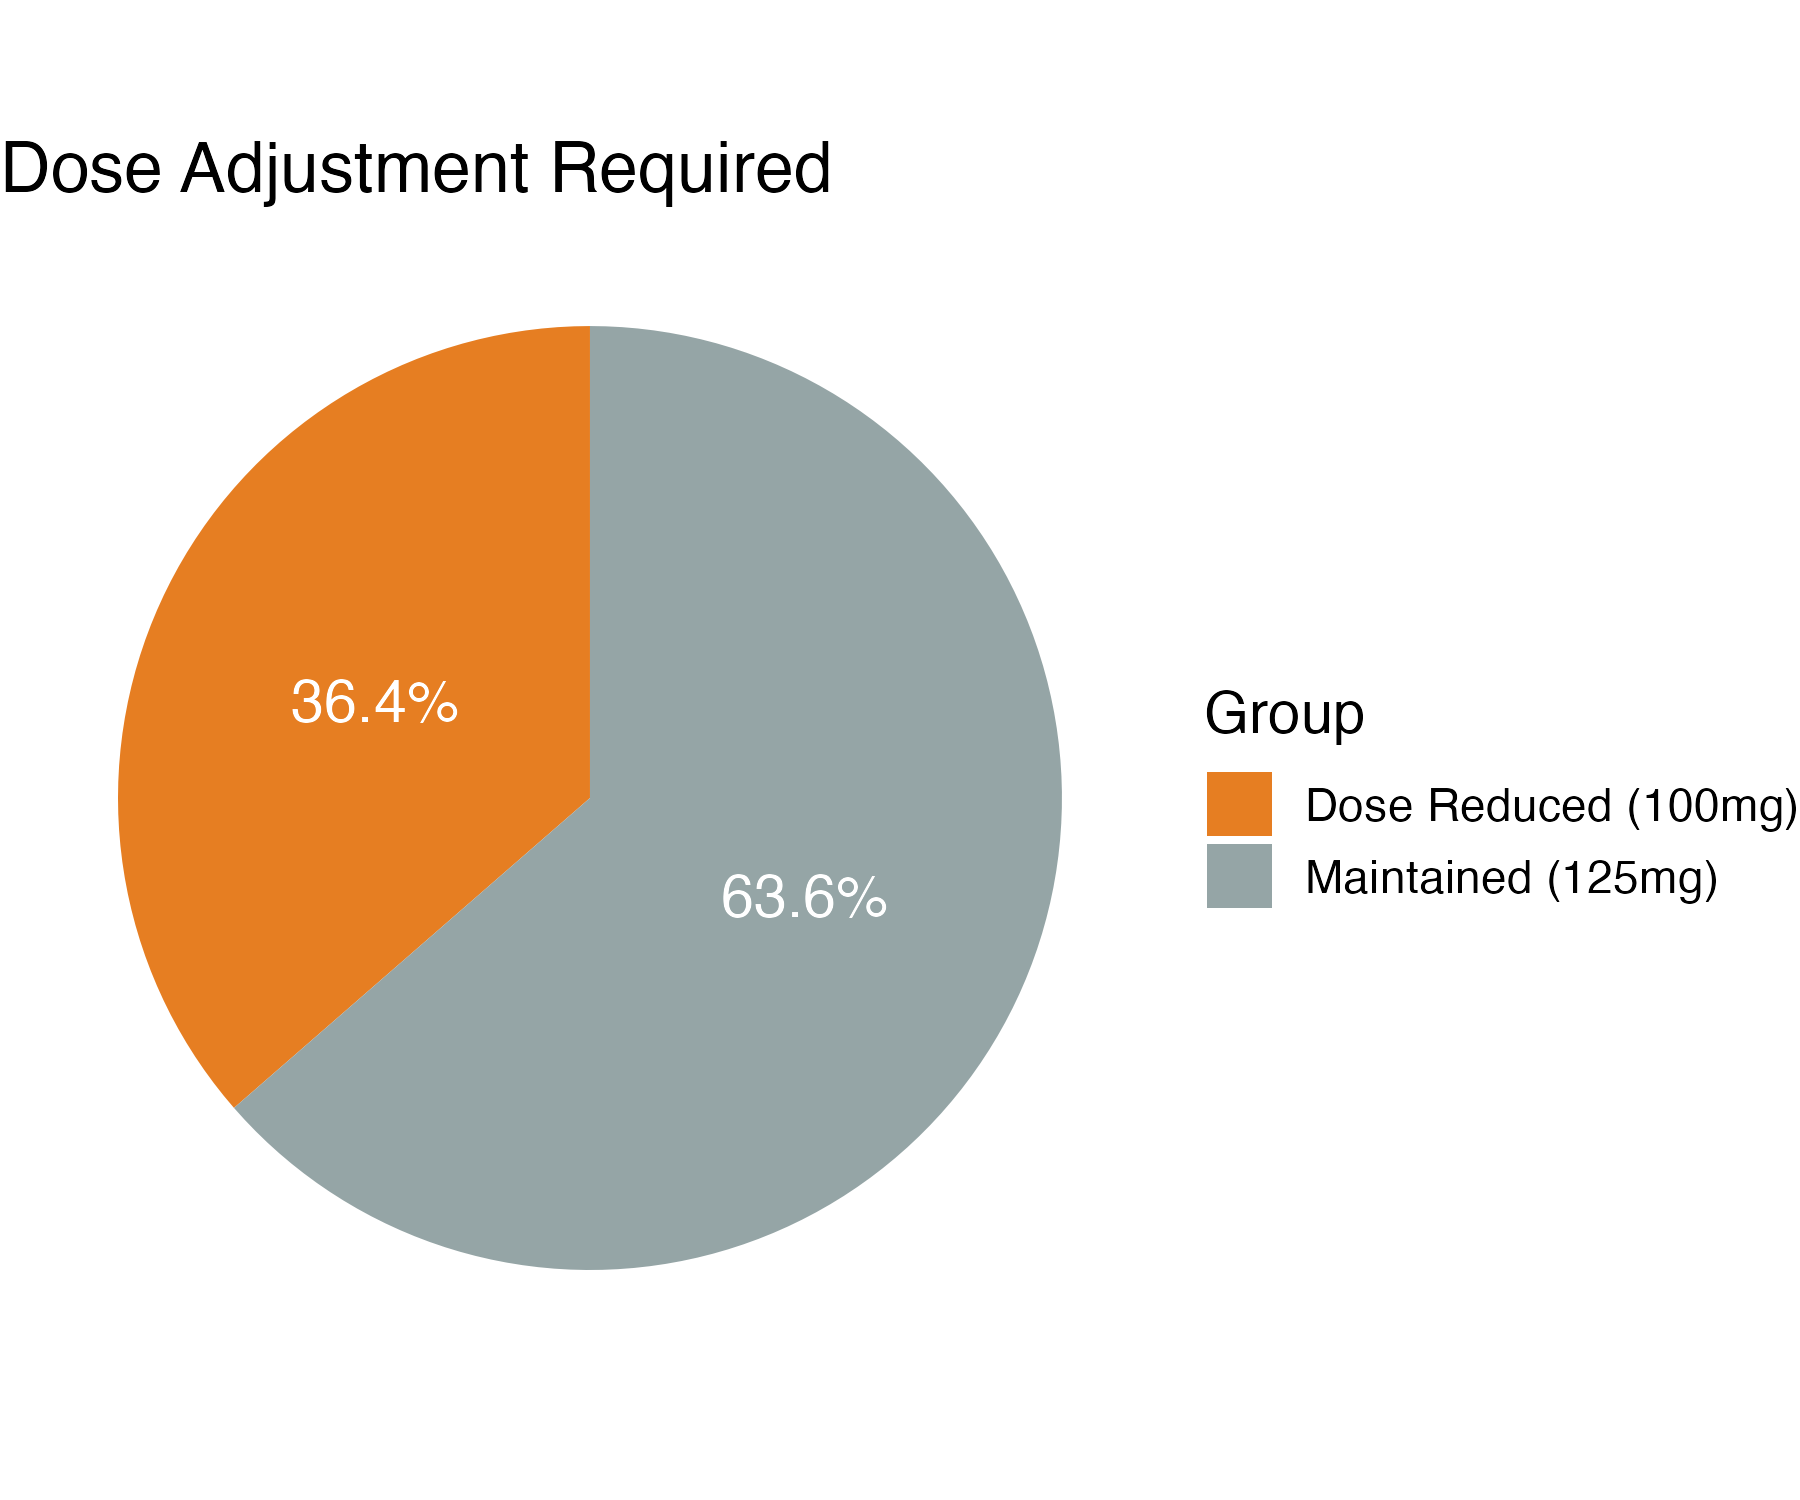 Dose Adjustment Required
36.4%
63.6%
Group
Dose Reduced (100mg)
Maintained (125mg)